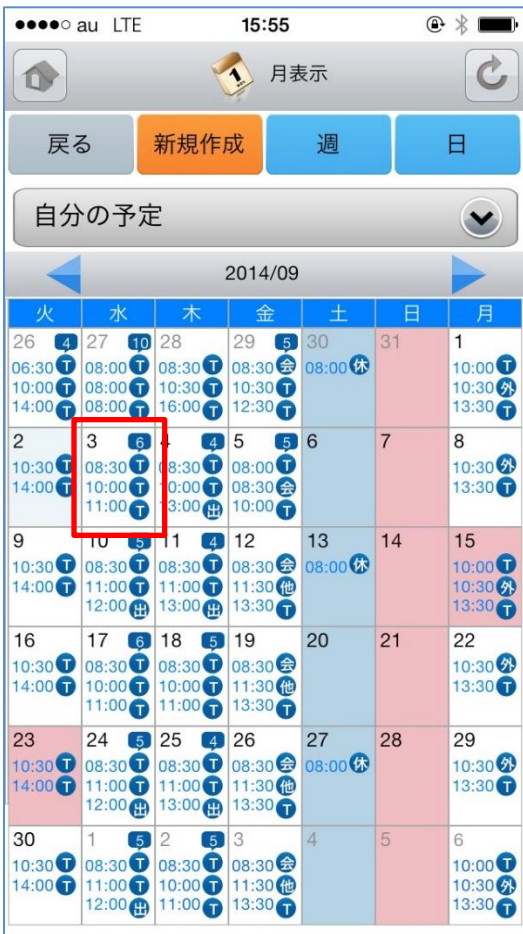 ●●●●○ au LTE 15:55
月表示
戻る 新規作成 週 日
自分の予定
2014/09
火 水 木 金 土 日 月
26 4 27 10 28 29 5 30 31 1
06:30 T 08:00 T 08:30 T 08:30 会 08:00 休 10:00 T
10:00 T 08:00 T 10:30 T 10:30 T 10:30 外
14:00 T 08:00 T 16:00 T 12:30 T 13:30 T
2 3 6 4 4 5 5 6 7 8
10:30 T 08:30 T 08:30 T 08:00 T 10:30 外
14:00 T 10:00 T 10:00 T 08:30 会 13:30 T
11:00 T 13:00 出 10:00 T
9 10 5 11 4 12 13 14 15
10:30 T 08:30 T 08:30 T 08:30 会 08:00 休 10:00 T
14:00 T 11:00 T 11:00 T 11:30 他 10:30 外
12:00 出 13:00 出 13:30 T 13:30 T
16 17 6 18 5 19 20 21 22
10:30 T 08:30 T 08:30 T 08:30 会 10:30 外
14:00 T 10:00 T 10:00 T 11:30 他 13:30 T
11:00 T 11:00 T 13:30 T
23 24 5 25 4 26 27 28 29
10:30 T 08:30 T 08:30 T 08:30 会 08:00 休 10:30 外
14:00 T 11:00 T 11:00 T 11:30 他 13:30 T
12:00 出 13:00 出 13:30 T
30 1 5 2 5 3 4 5 6
10:30 T 08:30 T 08:30 T 08:30 会 10:00 T
14:00 T 11:00 T 10:00 T 11:30 他 10:30 外
12:00 出 11:00 T 13:30 T 13:30 T